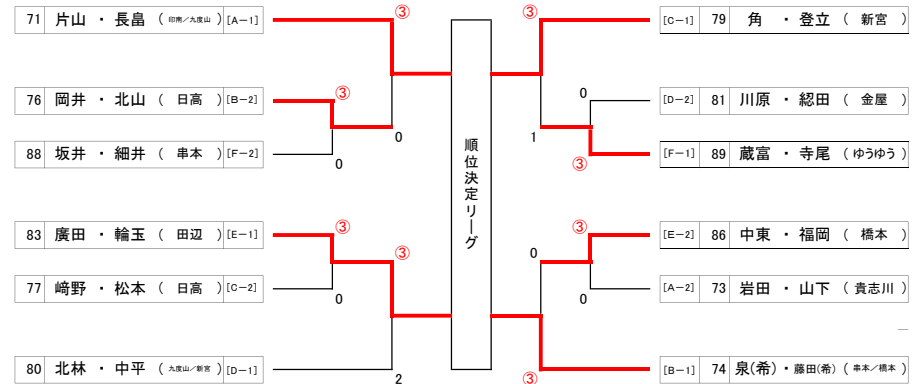 71 片山 ・ 長畠 ( 印南／九度山 ) [A－1]
③
76 岡井 ・ 北山 ( 日高 ) [B－2]
③
0
88 坂井 ・ 細井 ( 串本 ) [F－2]
0
83 廣田 ・ 輪玉 ( 田辺 ) [E－1]
③
③
77 﨑野 ・ 松本 ( 日高 ) [C－2]
0
80 北林 ・ 中平 ( 九度山／新宮 ) [D－1]
2
順位決定リーグ
③
[C－1] 79 角 ・ 登立 ( 新宮 )
0
[D－2] 81 川原 ・ 綛田 ( 金屋 )
1
③
[F－1] 89 蔵富 ・ 寺尾 ( ゆうゆう )
③
[E－2] 86 中東 ・ 福岡 ( 橋本 )
0
0
[A－2] 73 岩田 ・ 山下 ( 貴志川 )
③
[B－1] 74 泉(希) ・ 藤田(希) ( 串本／橋本 )